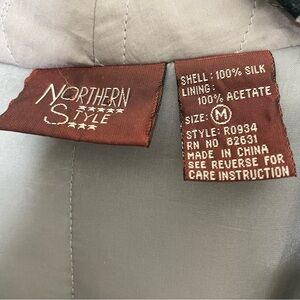 NORTHERN
STYLE
SHELL: 100% SILK
LINING:
100% ACETATE
SIZE: M
STYLE: R0934
RN NO 82631
MADE IN CHINA
SEE REVERSE FOR
CARE INSTRUCTION